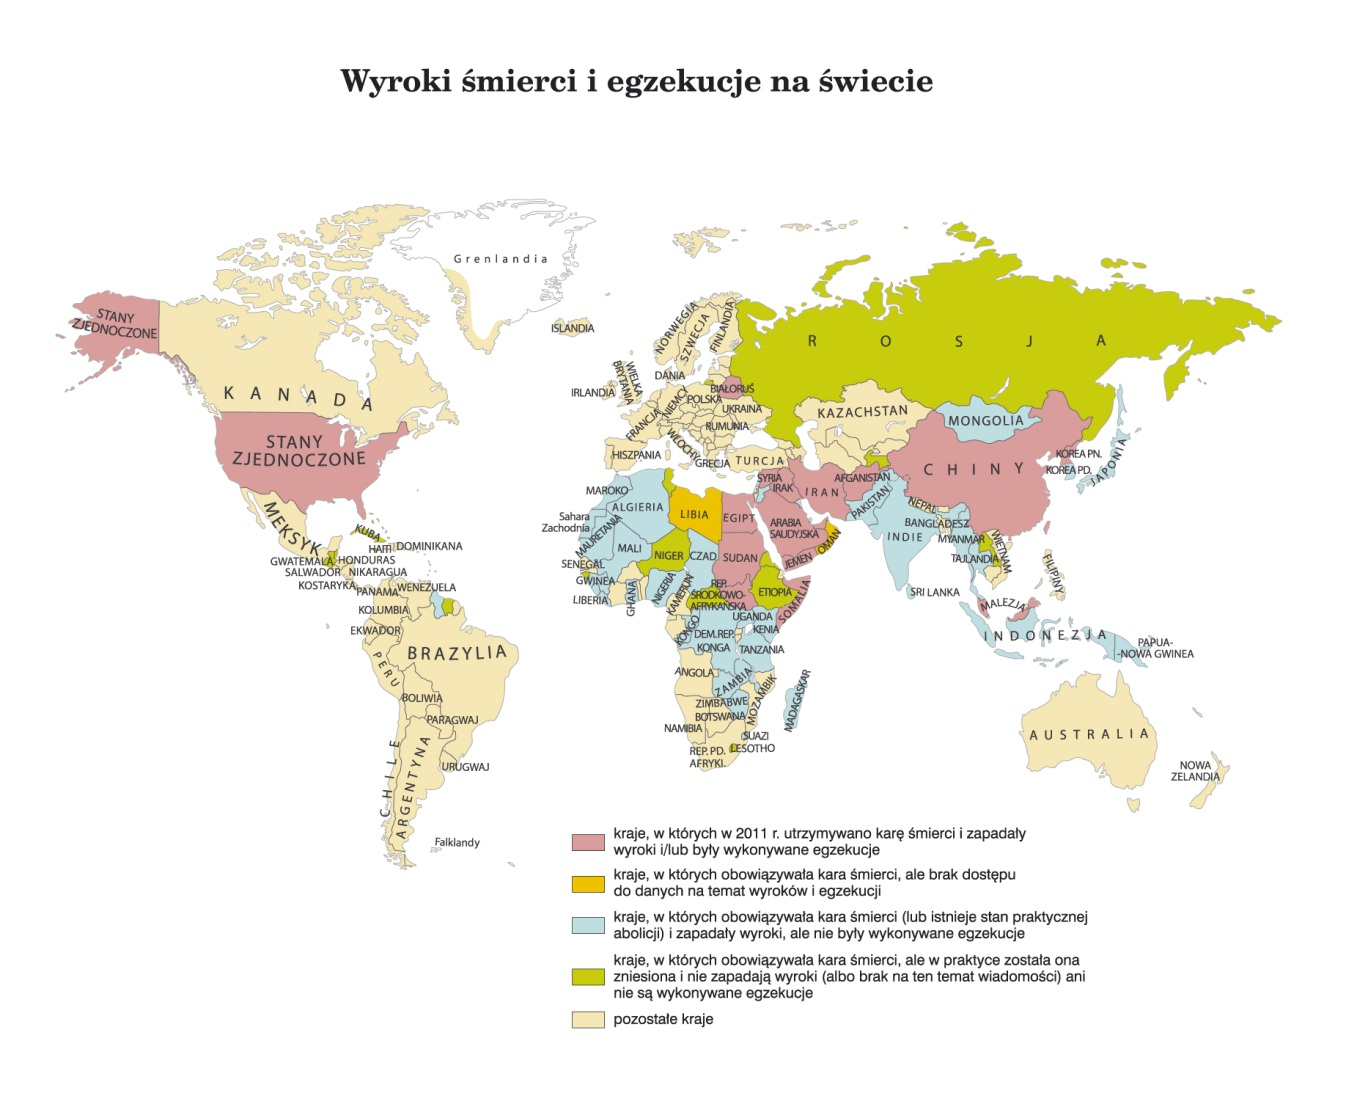 Wyroki śmierci i egzekucje na świecie
Grenlandia
STANY
ZJEDNOCZONE
ISLANDIA
KANADA
NORWEGIA
SZWECJA
FINLANDIA
ROSJA
DANIA
WIELKA
BRYTANIA
IRLANDIA
BIAŁORUŚ
POLSKA
NIEMCY
UKRAINA
FRANCJA
RUMUNIA
WŁOCHY
HISZPANIA
GRECJA
TURCJA
KAZACHSTAN
MONGOLIA
STANY
ZJEDNOCZONE
CHINY
KOREA PN.
KOREA PD.
JAPONIA
SYRIA
IRAK
IRAN
AFGANISTAN
PAKISTAN
NEPAL
MAROKO
ALGIERIA
LIBIA
EGIPT
ARABIA
SAUDYJSKA
OMAN
JEMEN
Sahara
Zachodnia
MAURETANIA
MALI
NIGER
CZAD
SUDAN
BANGLADESZ
INDIE
MYANMAR
WIETNAM
TAJLANDIA
FILIPINY
MEKSYK
KUBA
HAITI
DOMINIKANA
GWATEMALA
HONDURAS
SALWADOR
NIKARAGUA
KOSTARYKA
PANAMA
WENEZUELA
KOLUMBIA
EKWADOR
SENEGAL
GWINEA
LIBERIA
GHANA
NIGERIA
KAMERUN
REP.
ŚRODKOWO-
AFRYKAŃSKA
ETIOPIA
SOMALIA
UGANDA
KENIA
KONGO
DEM.REP.
KONGA
TANZANIA
SRI LANKA
MALEZJA
INDONEZJA
PAPUA-
-NOWA GWINEA
PERU
BRAZYLIA
BOLIWIA
PARAGWAJ
CHILE
ARGENTYNA
URUGWAJ
Falklandy
ANGOLA
ZAMBIA
ZIMBABWE
MOZAMBIK
MADAGASKAR
BOTSWANA
NAMIBIA
SUAZI
LESOTHO
REP. PD.
AFRYKI.
AUSTRALIA
NOWA
ZELANDIA
kraje, w których w 2011 r. utrzymywano karę śmierci i zapadały
wyroki i/lub były wykonywane egzekucje
kraje, w których obowiązywała kara śmierci, ale brak dostępu
do danych na temat wyroków i egzekucji
kraje, w których obowiązywała kara śmierci (lub istnieje stan praktycznej
abolicji) i zapadały wyroki, ale nie były wykonywane egzekucje
kraje, w których obowiązywała kara śmierci, ale w praktyce została ona
zniesiona i nie zapadają wyroki (albo brak na ten temat wiadomości) ani
nie są wykonywane egzekucje
pozostałe kraje